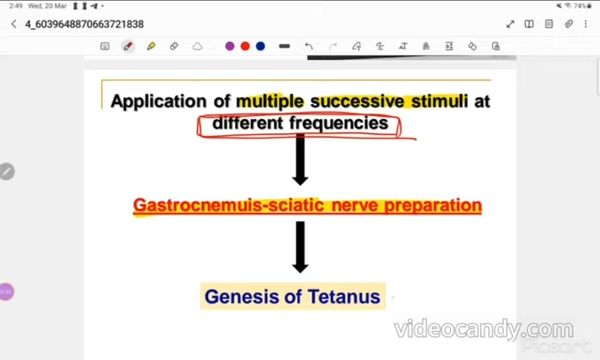 2:49 Wed, 20 Mar
74%
4_6039648870663721838
Application of multiple successive stimuli at
different frequencies
Gastrocnemuis-sciatic nerve preparation
Genesis of Tetanus
videocandy.com
Picsart